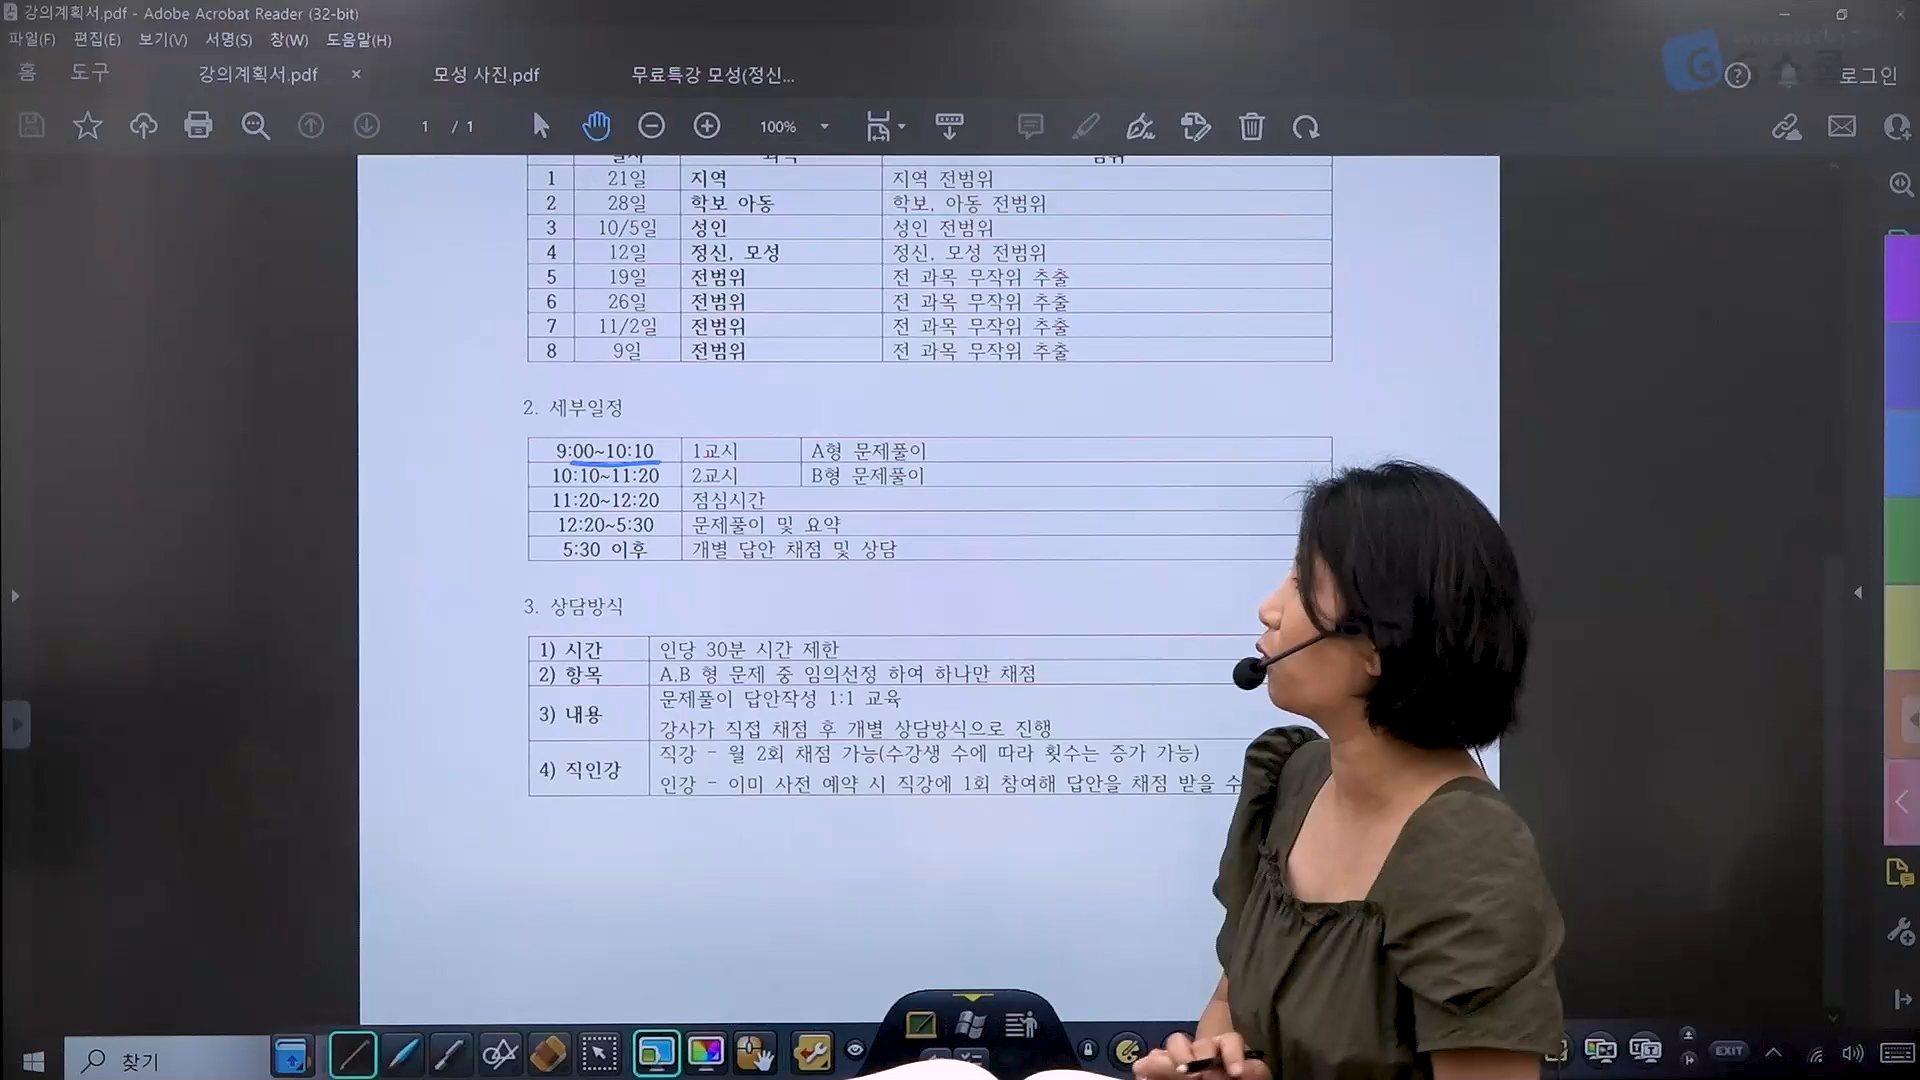 강의계획서.pdf - Adobe Acrobat Reader (32-bit)
파일(F) 편집(E) 보기(V) 서명(S) 창(W) 도움말(H)
홈 도구 강의계획서.pdf × 모성 사진.pdf 무료특강 모성(정신... 로그인
1 / 1 100%
1 21일 지역 지역 전범위
2 28일 학보 아동 학보, 아동 전범위
3 10/5일 성인 성인 전범위
4 12일 정신, 모성 정신, 모성 전범위
5 19일 전범위 전 과목 무작위 추출
6 26일 전범위 전 과목 무작위 추출
7 11/2일 전범위 전 과목 무작위 추출
8 9일 전범위 전 과목 무작위 추출
2. 세부일정
9:00~10:10 1교시 A형 문제풀이
10:10~11:20 2교시 B형 문제풀이
11:20~12:20 점심시간
12:20~5:30 문제풀이 및 요약
5:30 이후 개별 답안 채점 및 상담
3. 상담방식
1) 시간 인당 30분 시간 제한
2) 항목 A,B 형 문제 중 임의선정 하여 하나만 채점
3) 내용 문제풀이 답안작성 1:1 교육
강사가 직접 채점 후 개별 상담방식으로 진행
4) 직인강 직강 - 월 2회 채점 가능(수강생 수에 따라 횟수는 증가 가능)
인강 - 이미 사전 예약 시 직강에 1회 참여해 답안을 채점 받을 수
찾기
EXIT